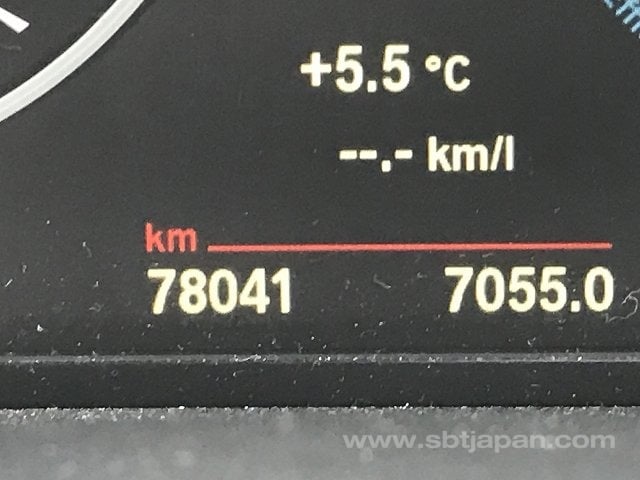 +5.5 °C
--.- km/l
km
78041 7055.0
www.sbtjapan.com